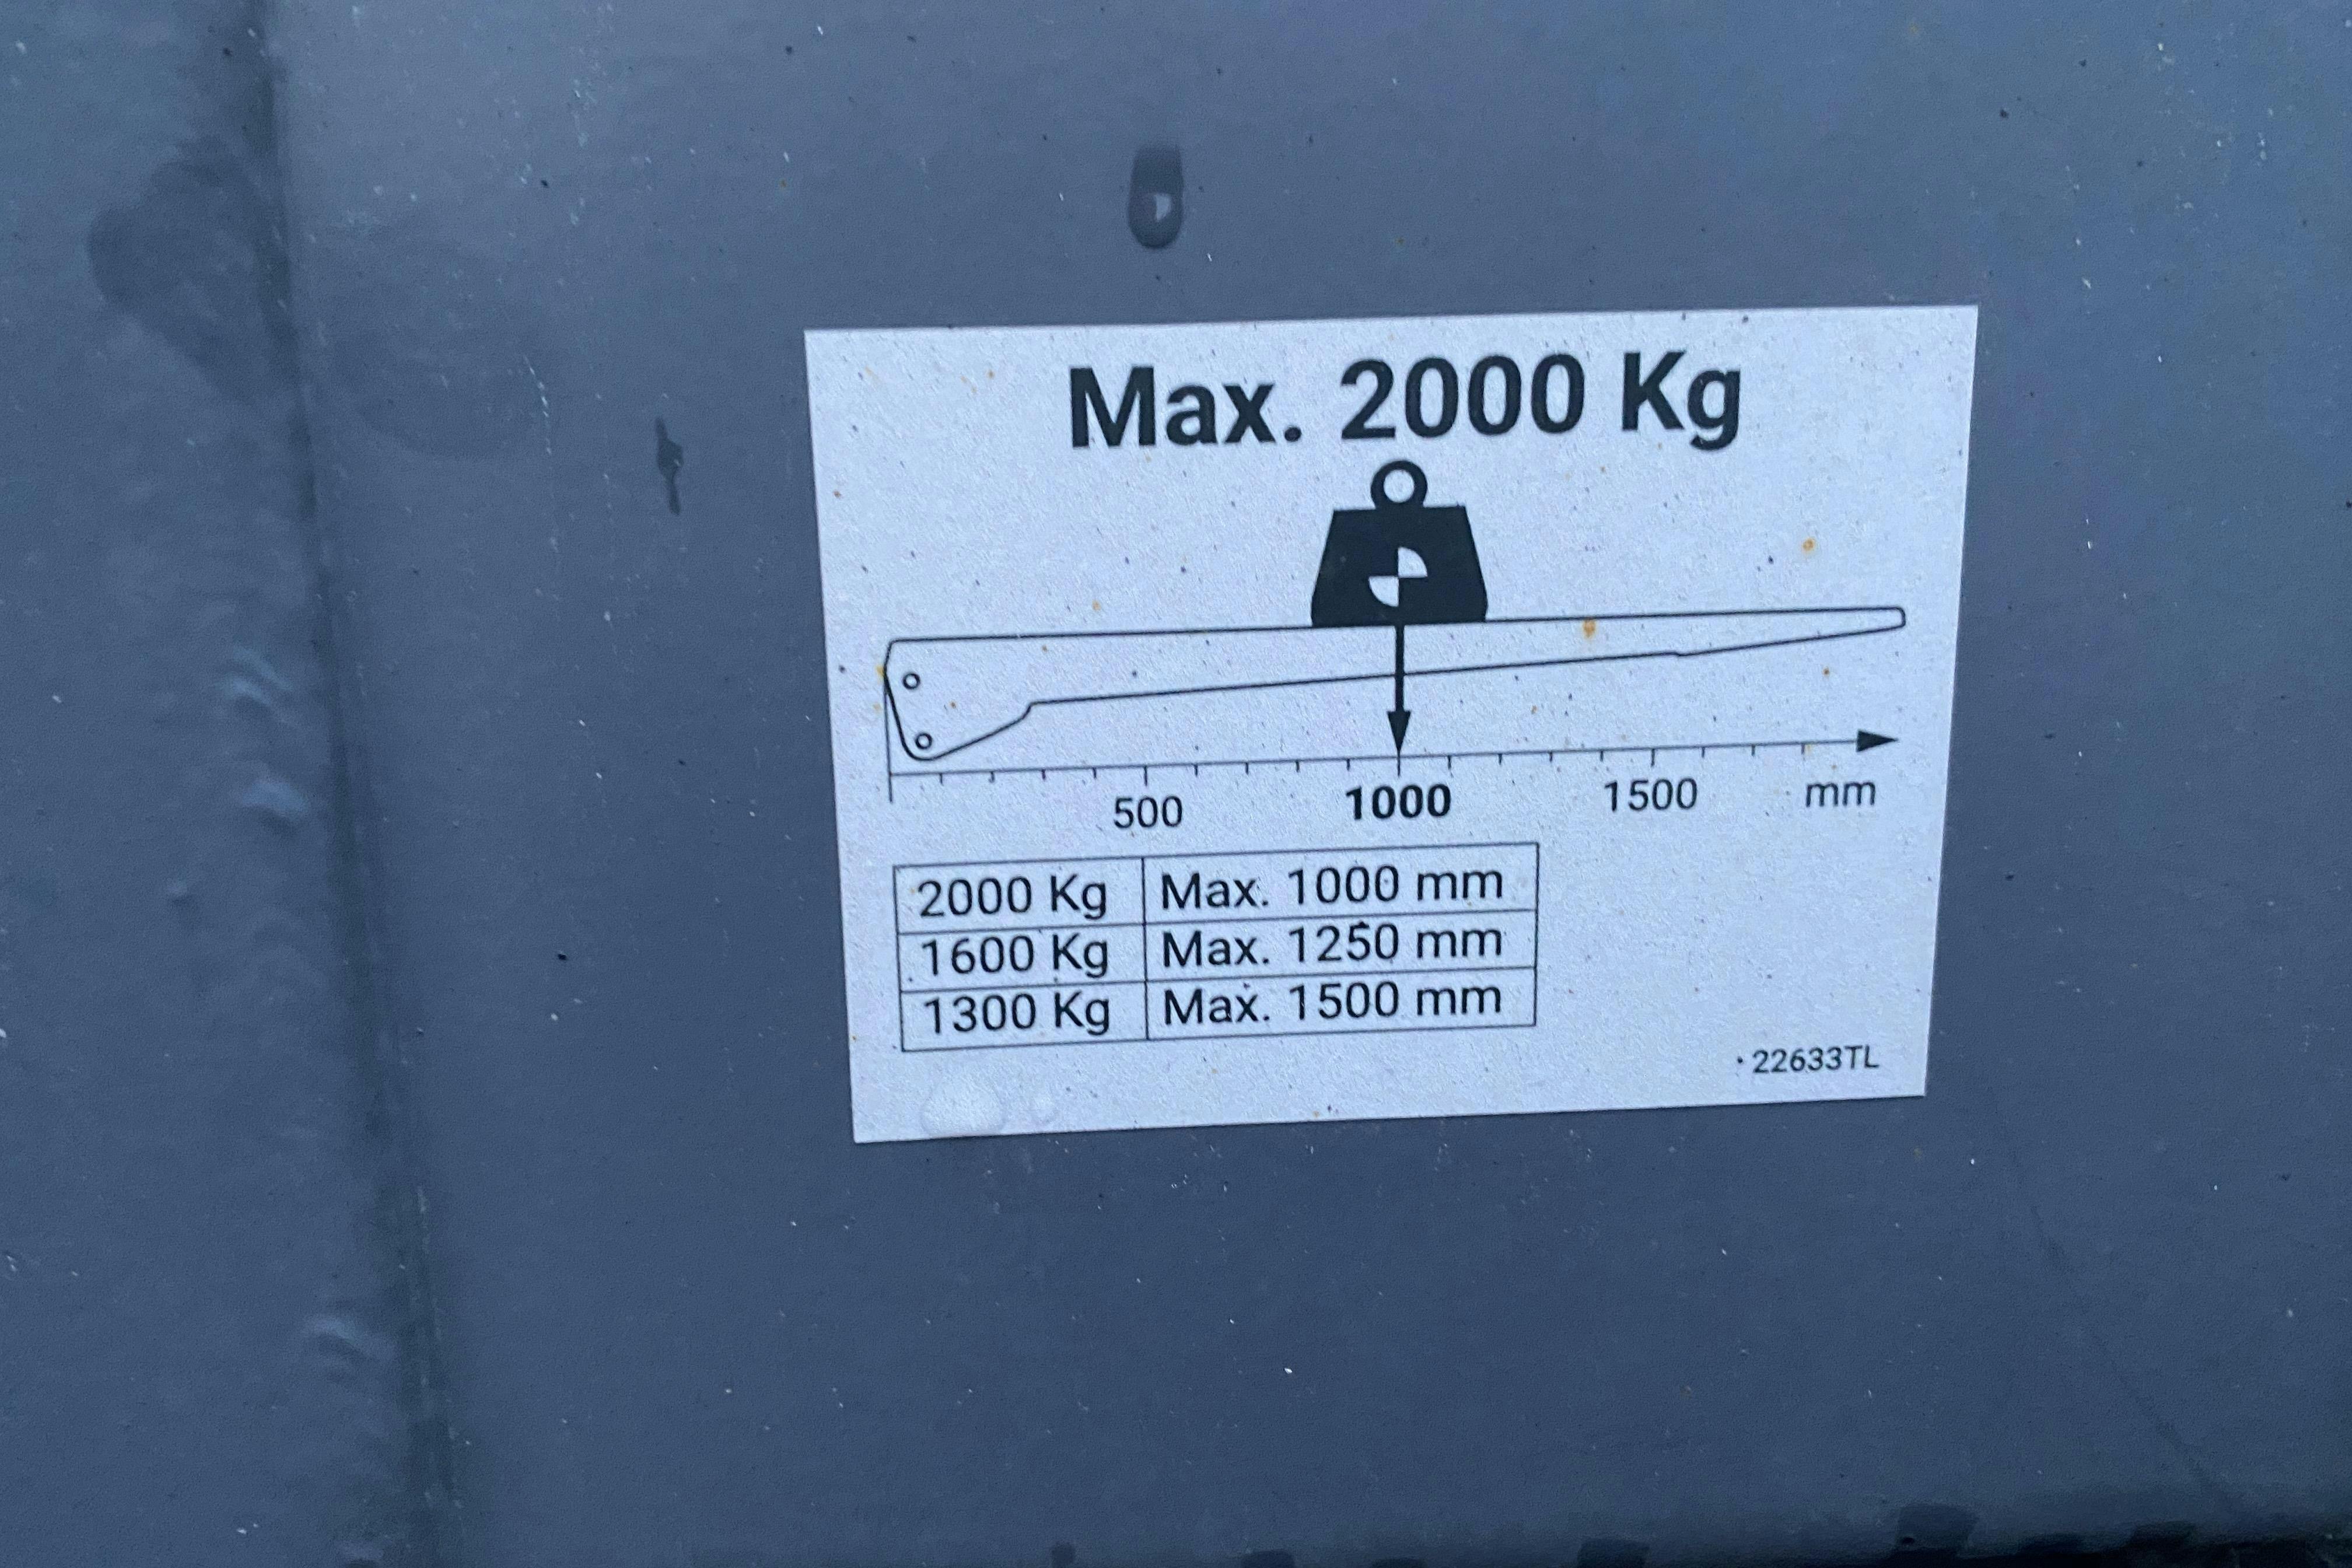 Max. 2000 Kg
500 1000 1500 mm
2000 Kg Max. 1000 mm
1600 Kg Max. 1250 mm
1300 Kg Max. 1500 mm
22633TL